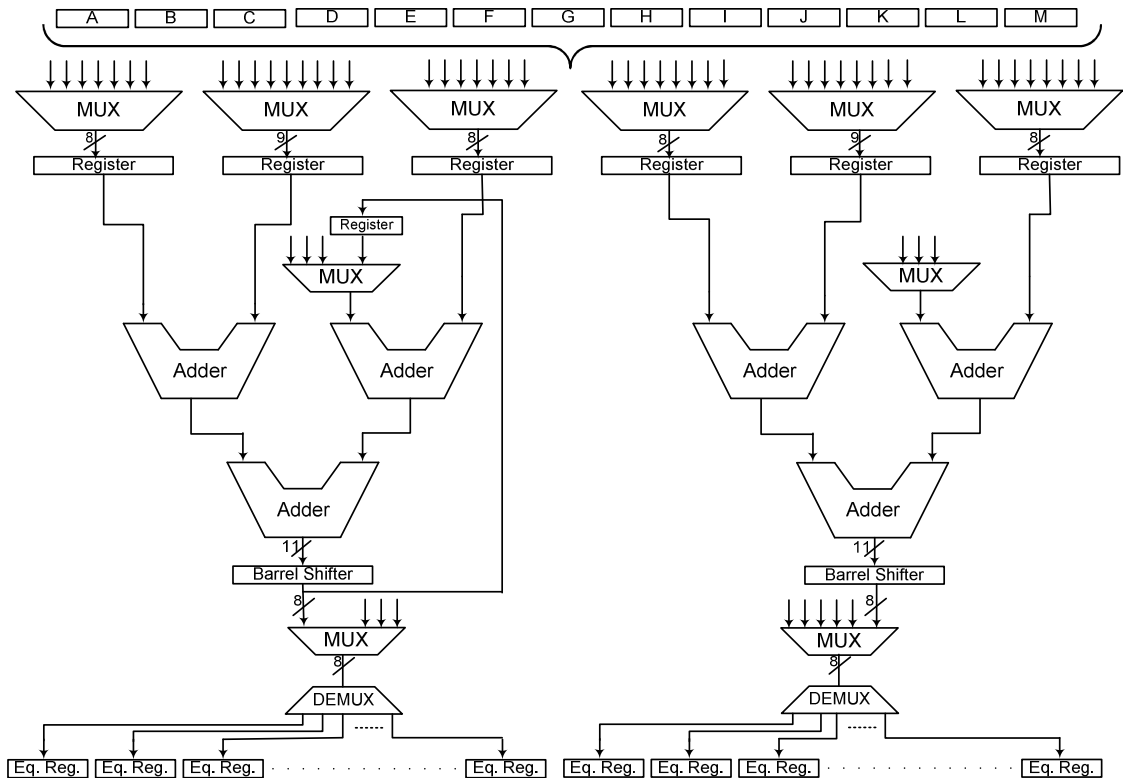 A B C D E F G H I J K L M
MUX MUX MUX MUX MUX MUX
8 9 8 8 9 8
Register Register Register Register Register Register
Register
MUX MUX
Adder Adder Adder Adder
Adder Adder
11 11
Barrel Shifter Barrel Shifter
8 8
MUX MUX
8 8
DEMUX DEMUX
Eq. Reg. Eq. Reg. Eq. Reg. Eq. Reg. Eq. Reg. Eq. Reg. Eq. Reg. Eq. Reg.